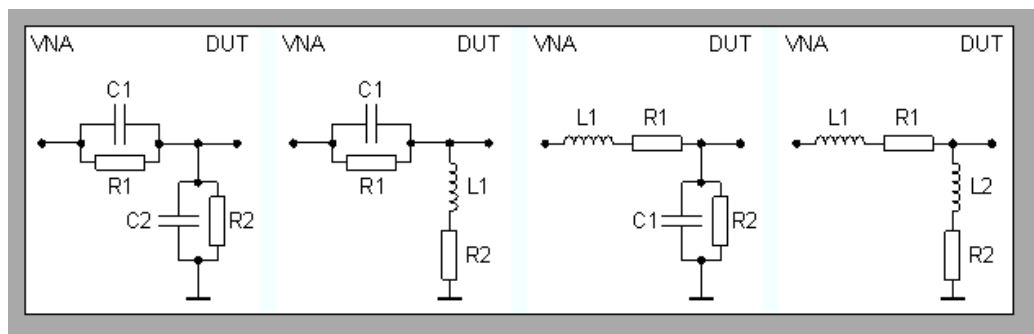 VNA DUT
C1
R1
C2 R2
VNA DUT
C1
R1
L1
R2
VNA DUT
L1 R1
C1 R2
VNA DUT
L1 R1
L2
R2